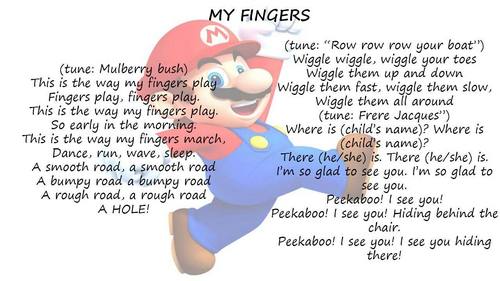 MY FINGERS
(tune: Mulberry bush)
This is the way my fingers play
Fingers play, fingers play.
This is the way my fingers play.
So early in the morning.
This is the way my fingers march,
Dance, run, wave, sleep.
A smooth road, a smooth road
A bumpy road a bumpy road
A rough road, a rough road
A HOLE!
(tune: “Row row row your boat”)
Wiggle wiggle, wiggle your toes
Wiggle them up and down
Wiggle them fast, wiggle them slow,
Wiggle them all around
(tune: Frere Jacques”)
Where is (child's name)? Where is
(child's name)?
There (he/she) is. There (he/she) is.
I'm so glad to see you. I'm so glad to
see you.
Peekaboo! I see you!
Peekaboo! I see you! Hiding behind the
chair.
Peekaboo! I see you! I see you hiding
there!
M